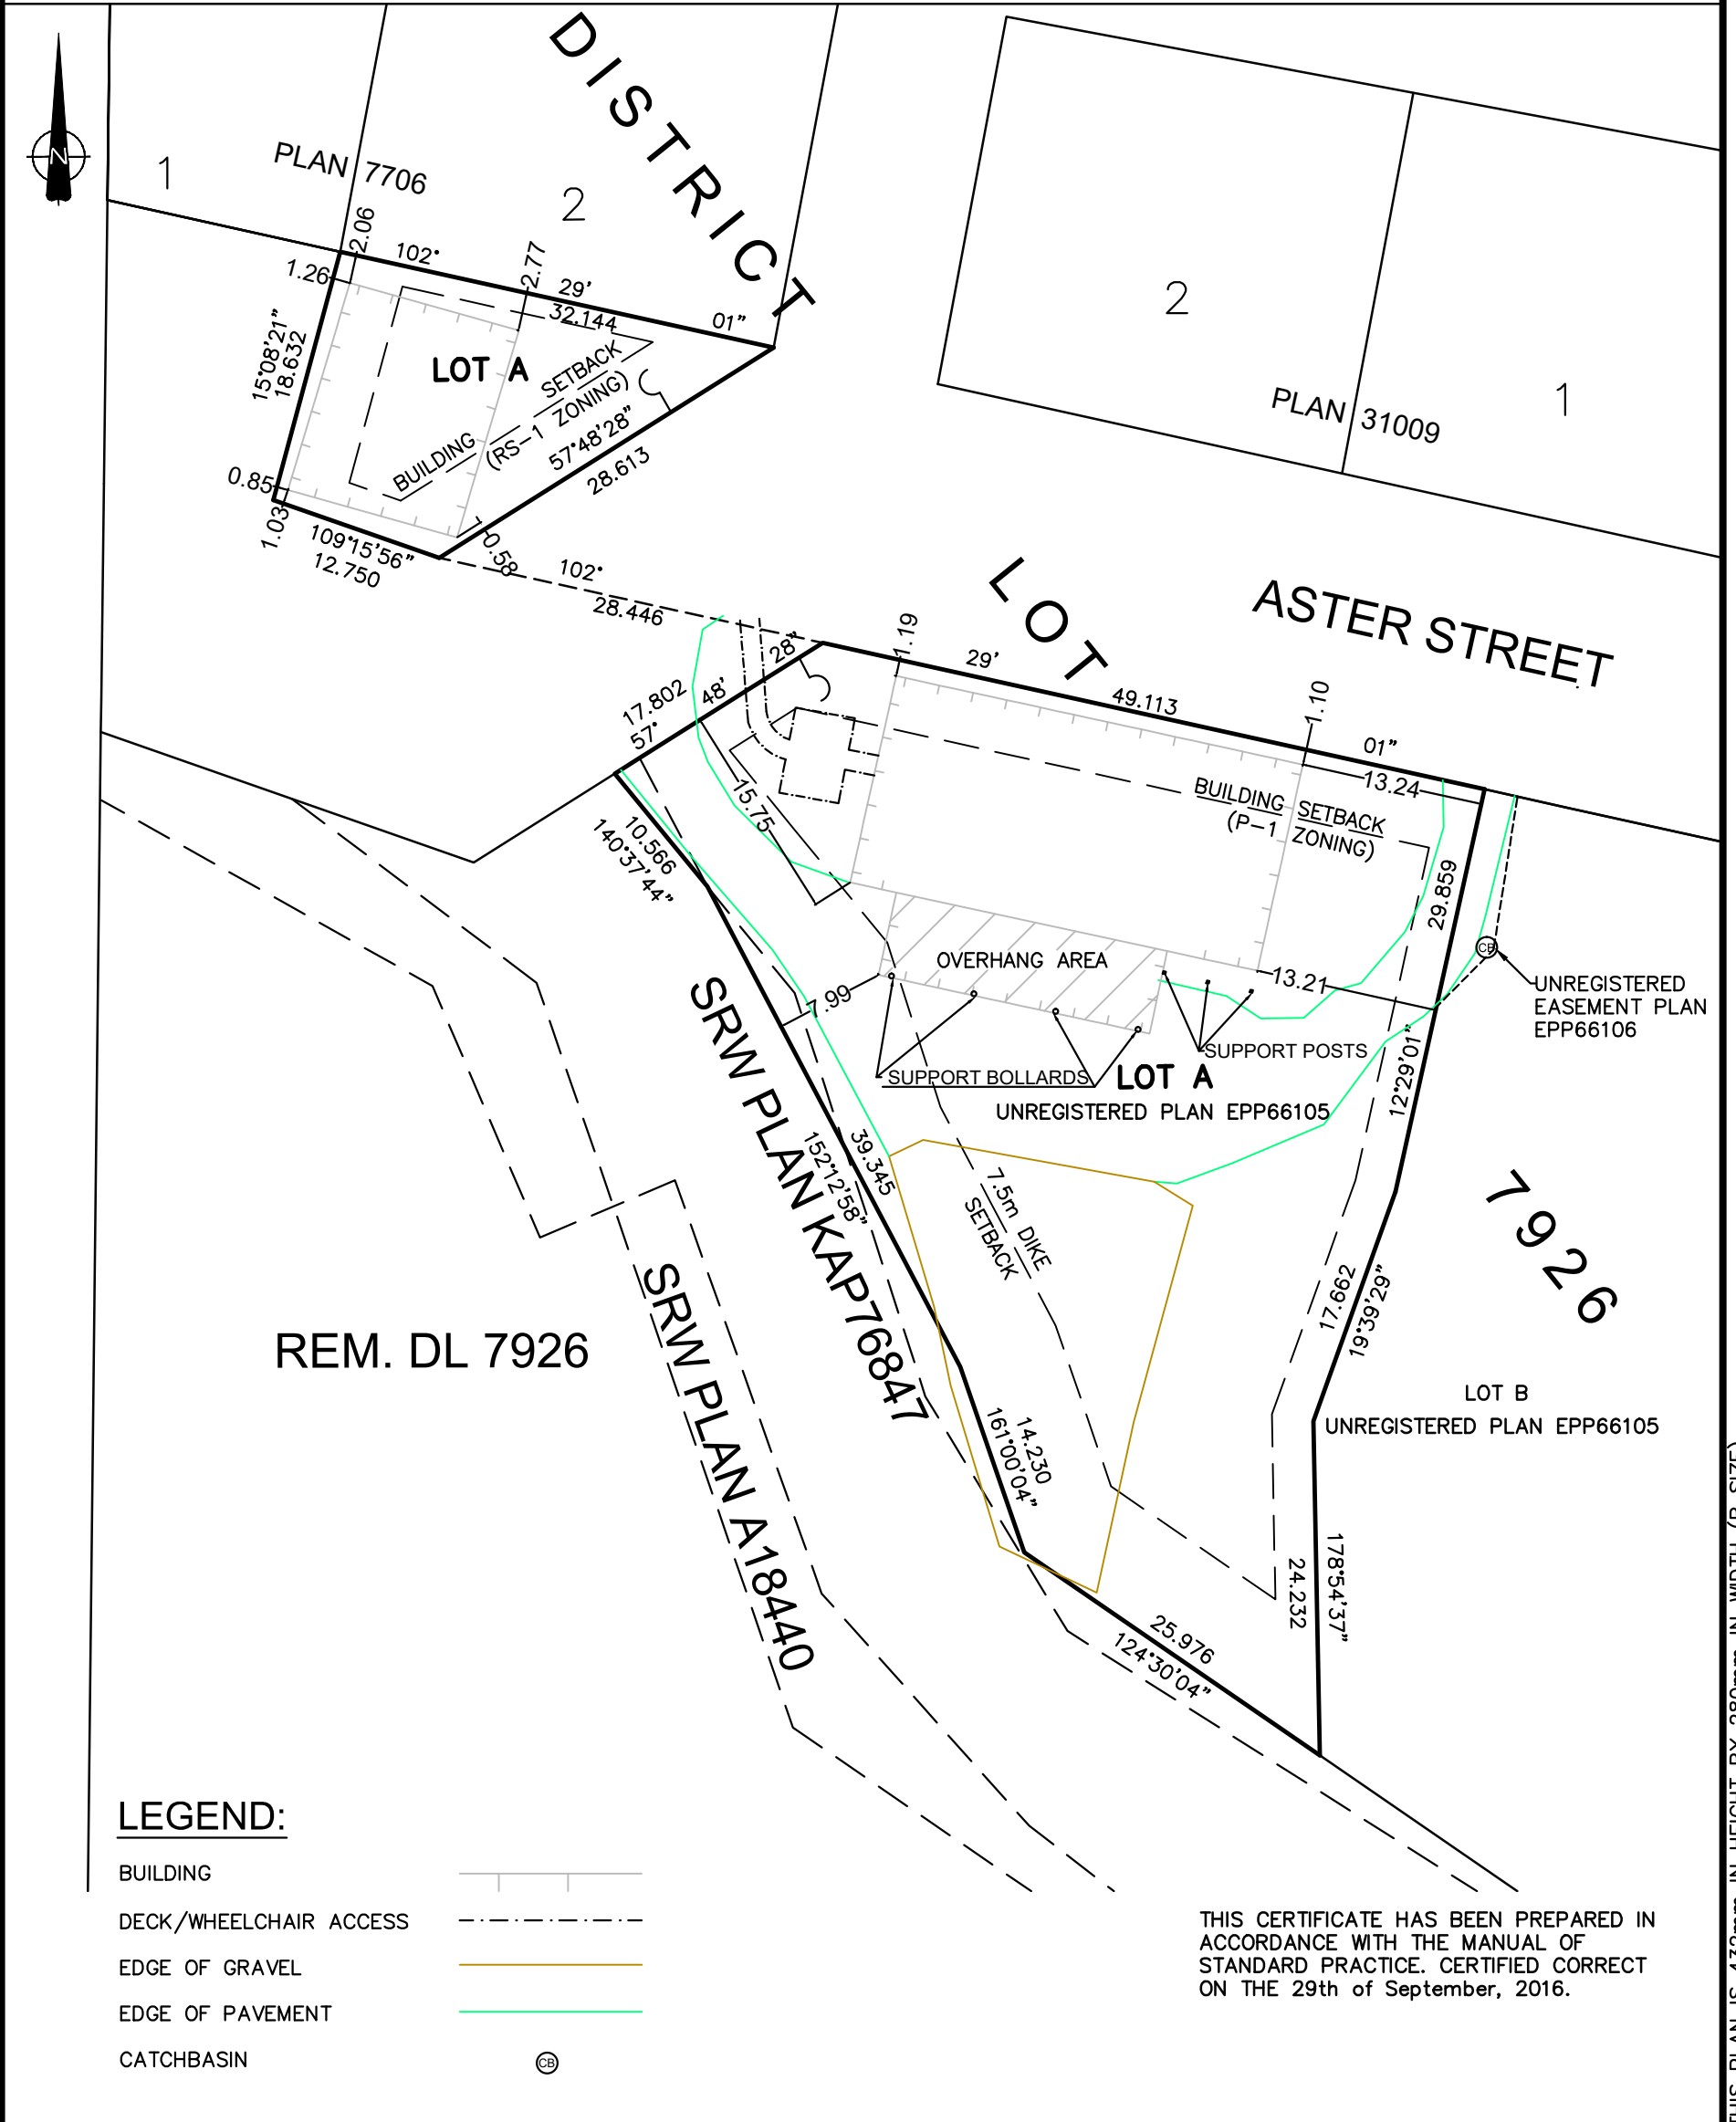 N
1
PLAN 7706
2
DISTRICT
LOT
7926
2
PLAN 31009
1
2.06
102°
2.77
29'
32.144
01"
1.26
15°08'21"
18.632
LOT A
BUILDING SETBACK
(RS-1 ZONING)
57°48'28"
28.613
0.85
1.03
109°15'56"
12.750
0.58
102°
28.446
ASTER STREET
1.19
29'
49.113
1.10
01"
13.24
17.802
57° 48' 28"
15.75
BUILDING SETBACK
(P-1 ZONING)
10.566
140°37'44"
29.859
OVERHANG AREA
13.21
CB
UNREGISTERED
EASEMENT PLAN
EPP66106
7.99
SUPPORT POSTS
SUPPORT BOLLARDS
LOT A
UNREGISTERED PLAN EPP66105
12°29'01"
SRW PLAN KAP76847
39.345
152°12'58"
7.5m DIKE
SETBACK
17.662
19°39'29"
SRW PLAN A18440
REM. DL 7926
LOT B
UNREGISTERED PLAN EPP66105
14.230
161°00'04"
178°54'37"
24.232
25.976
124°30'04"
LEGEND:
BUILDING
DECK/WHEELCHAIR ACCESS
EDGE OF GRAVEL
EDGE OF PAVEMENT
CATCHBASIN
CB
THIS CERTIFICATE HAS BEEN PREPARED IN
ACCORDANCE WITH THE MANUAL OF
STANDARD PRACTICE. CERTIFIED CORRECT
ON THE 29th of September, 2016.